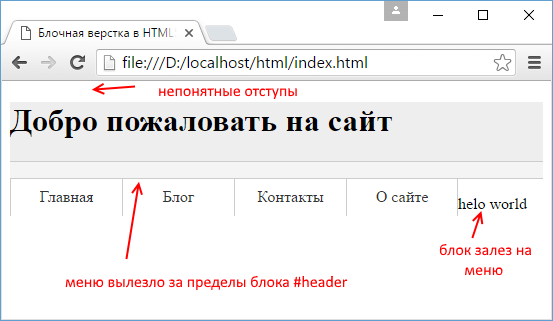 Блочная верстка в HTML
file:///D:/localhost/html/index.html
непонятные отступы
Добро пожаловать на сайт
Главная Блог Контакты О сайте helo world
блок залез на
меню
меню вылезло за пределы блока #header